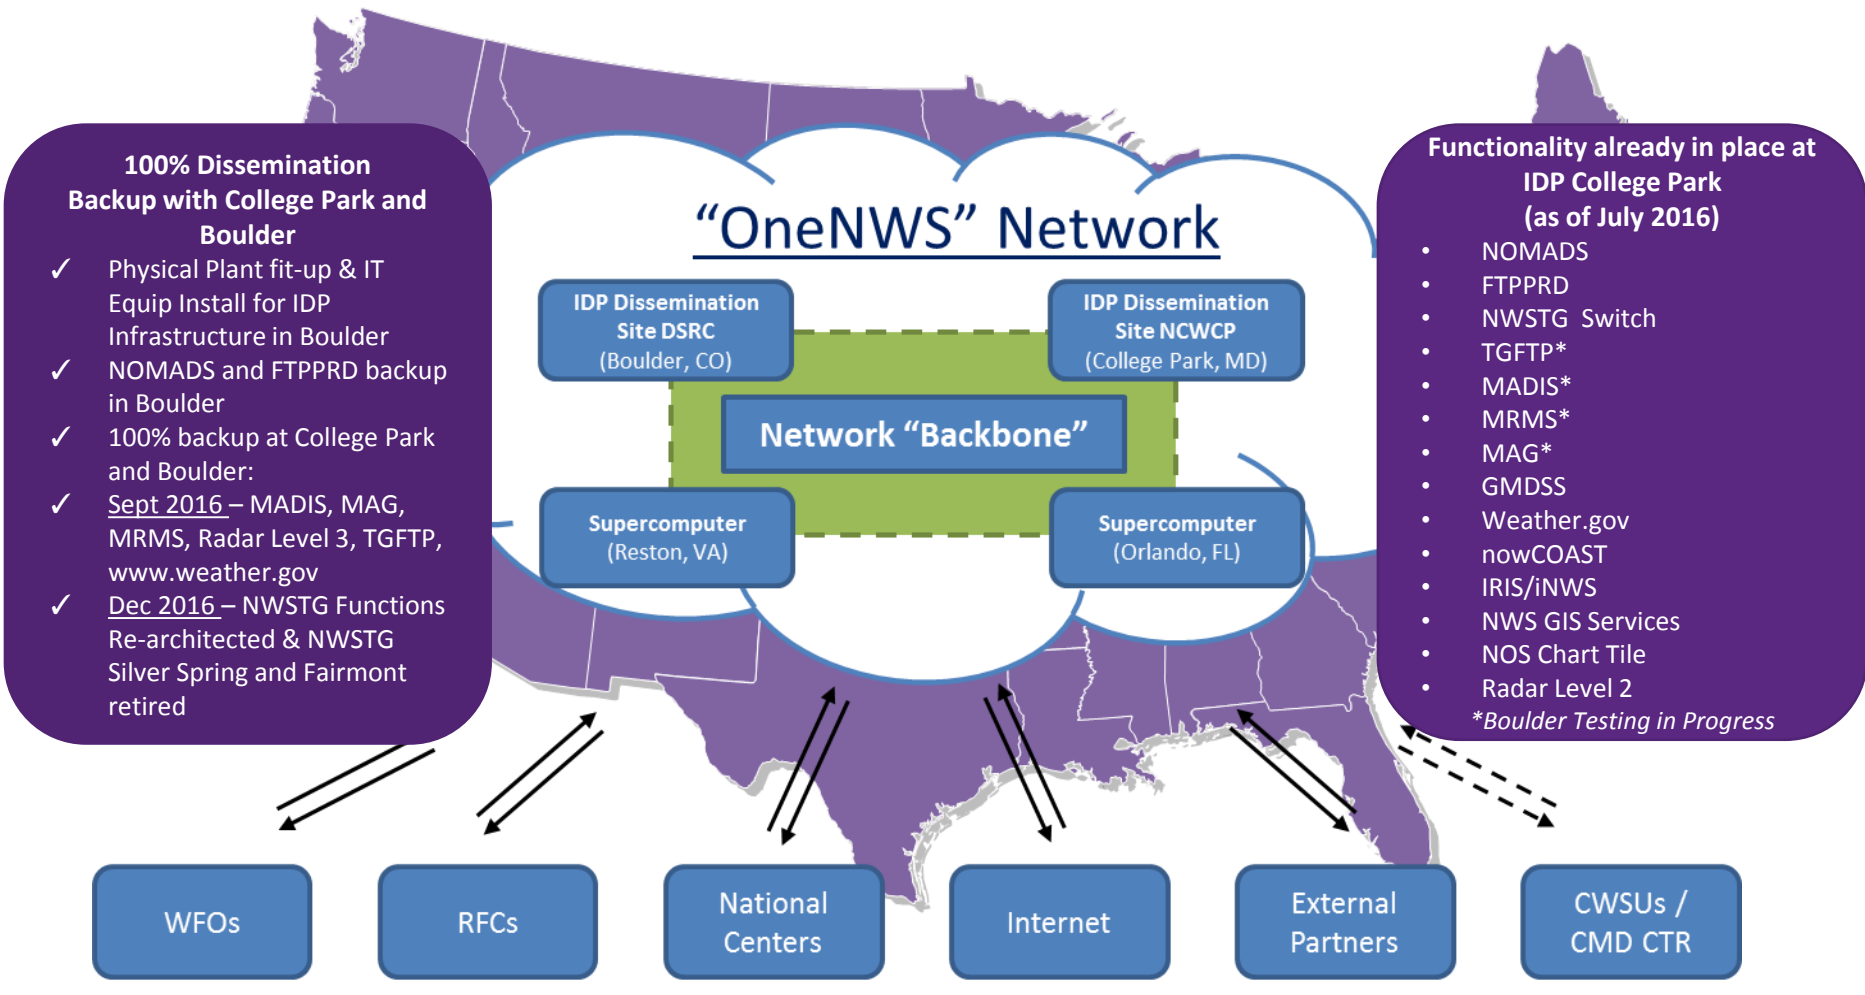 100% Dissemination
Backup with College Park and
Boulder
✓ Physical Plant fit-up & IT
Equip Install for IDP
Infrastructure in Boulder
✓ NOMADS and FTPPRD backup
in Boulder
✓ 100% backup at College Park
and Boulder:
✓ Sept 2016 – MADIS, MAG,
MRMS, Radar Level 3, TGFTP,
www.weather.gov
✓ Dec 2016 – NWSTG Functions
Re-architected & NWSTG
Silver Spring and Fairmont
retired
“OneNWS” Network
IDP Dissemination
Site DSRC
(Boulder, CO)
IDP Dissemination
Site NCWCP
(College Park, MD)
Network “Backbone”
Supercomputer
(Reston, VA)
Supercomputer
(Orlando, FL)
Functionality already in place at
IDP College Park
(as of July 2016)
• NOMADS
• FTPPRD
• NWSTG Switch
• TGFTP*
• MADIS*
• MRMS*
• MAG*
• GMDSS
• Weather.gov
• nowCOAST
• IRIS/iNWS
• NWS GIS Services
• NOS Chart Tile
• Radar Level 2
*Boulder Testing in Progress
WFOs
RFCs
National
Centers
Internet
External
Partners
CWSUs /
CMD CTR